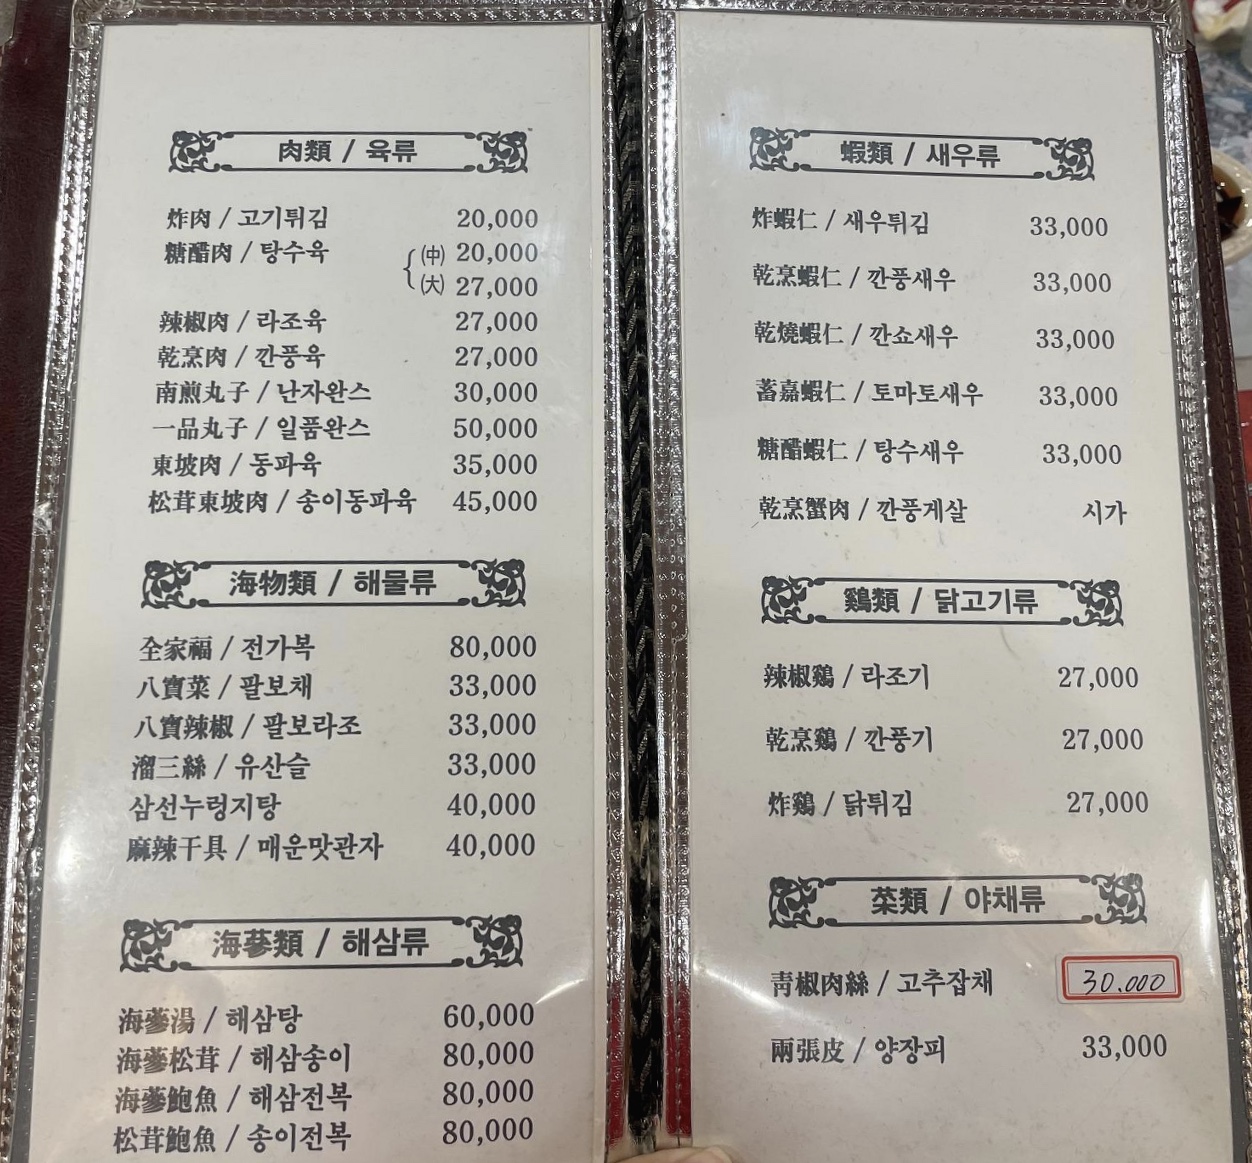 肉類 / 육류
炸肉 / 고기튀김 20,000
糖醋肉 / 탕수육 (中) 20,000
(大) 27,000
辣椒肉 / 라조육 27,000
乾烹肉 / 깐풍육 27,000
南煎丸子 / 난자완스 30,000
一品丸子 / 일품완스 50,000
東坡肉 / 동파육 35,000
松茸東坡肉 / 송이동파육 45,000
海物類 / 해물류
全家福 / 전가복 80,000
八寶菜 / 팔보채 33,000
八寶辣椒 / 팔보라조 33,000
溜三絲 / 유산슬 33,000
삼선누렁지탕 40,000
麻辣干具 / 매운맛관자 40,000
海蔘類 / 해삼류
海蔘湯 / 해삼탕 60,000
海蔘松茸 / 해삼송이 80,000
海蔘鮑魚 / 해삼전복 80,000
松茸鮑魚 / 송이전복 80,000
蝦類 / 새우류
炸蝦仁 / 새우튀김 33,000
乾烹蝦仁 / 깐풍새우 33,000
乾燒蝦仁 / 깐쇼새우 33,000
蕃嘉蝦仁 / 토마토새우 33,000
糖醋蝦仁 / 탕수새우 33,000
乾烹蟹肉 / 깐풍게살 시가
鷄類 / 닭고기류
辣椒鷄 / 라조기 27,000
乾烹鷄 / 깐풍기 27,000
炸鷄 / 닭튀김 27,000
菜類 / 야채류
靑椒肉絲 / 고추잡채 30.000
兩張皮 / 양장피 33,000